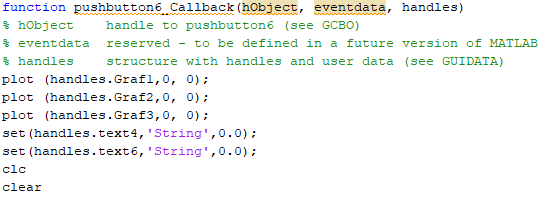 function pushbutton6_Callback(hObject, eventdata, handles)
% hObject    handle to pushbutton6 (see GCBO)
% eventdata  reserved - to be defined in a future version of MATLAB
% handles    structure with handles and user data (see GUIDATA)
plot (handles.Graf1,0, 0);
plot (handles.Graf2,0, 0);
plot (handles.Graf3,0, 0);
set(handles.text4,'String',0.0);
set(handles.text6,'String',0.0);
clc
clear